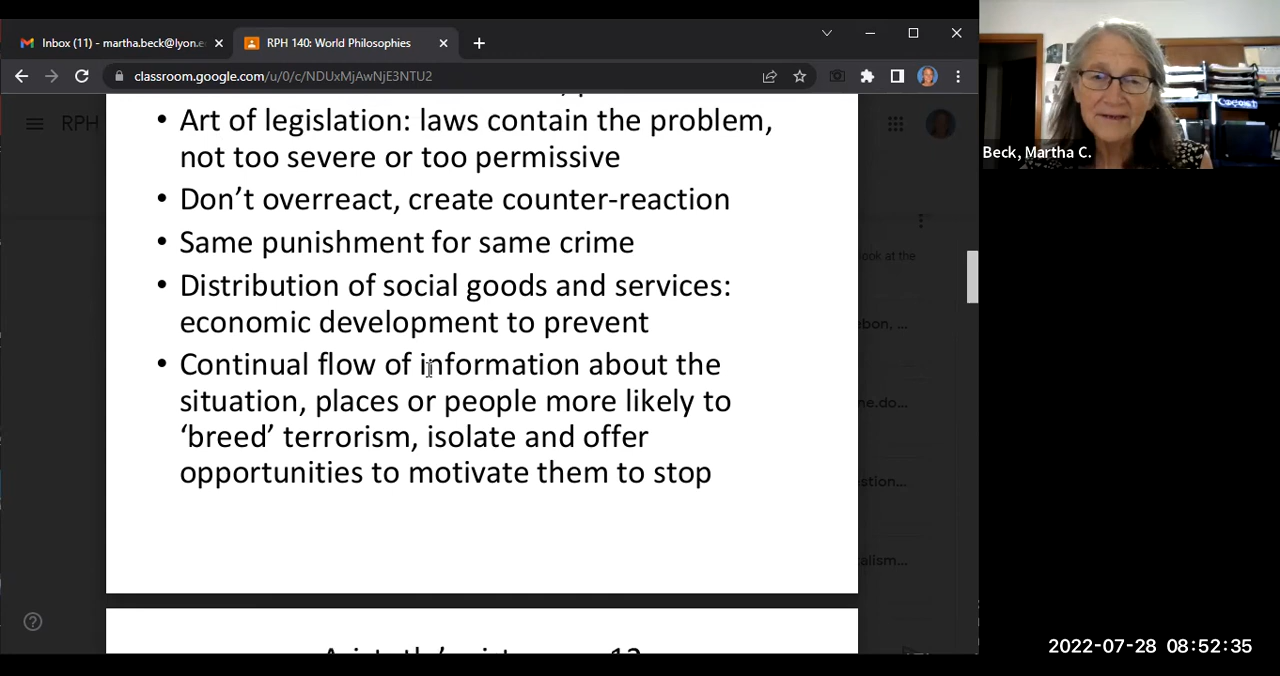 Inbox (11) - martha.beck@lyon.e
RPH 140: World Philosophies
classroom.google.com/u/0/c/NDUxMjAwNjE3NTU2
RPH
• Art of legislation: laws contain the problem,
not too severe or too permissive
• Don't overreact, create counter-reaction
• Same punishment for same crime
• Distribution of social goods and services:
economic development to prevent
• Continual flow of information about the
situation, places or people more likely to
'breed' terrorism, isolate and offer
opportunities to motivate them to stop
ook at the
Beck, Martha C.
2022-07-28 08:52:35